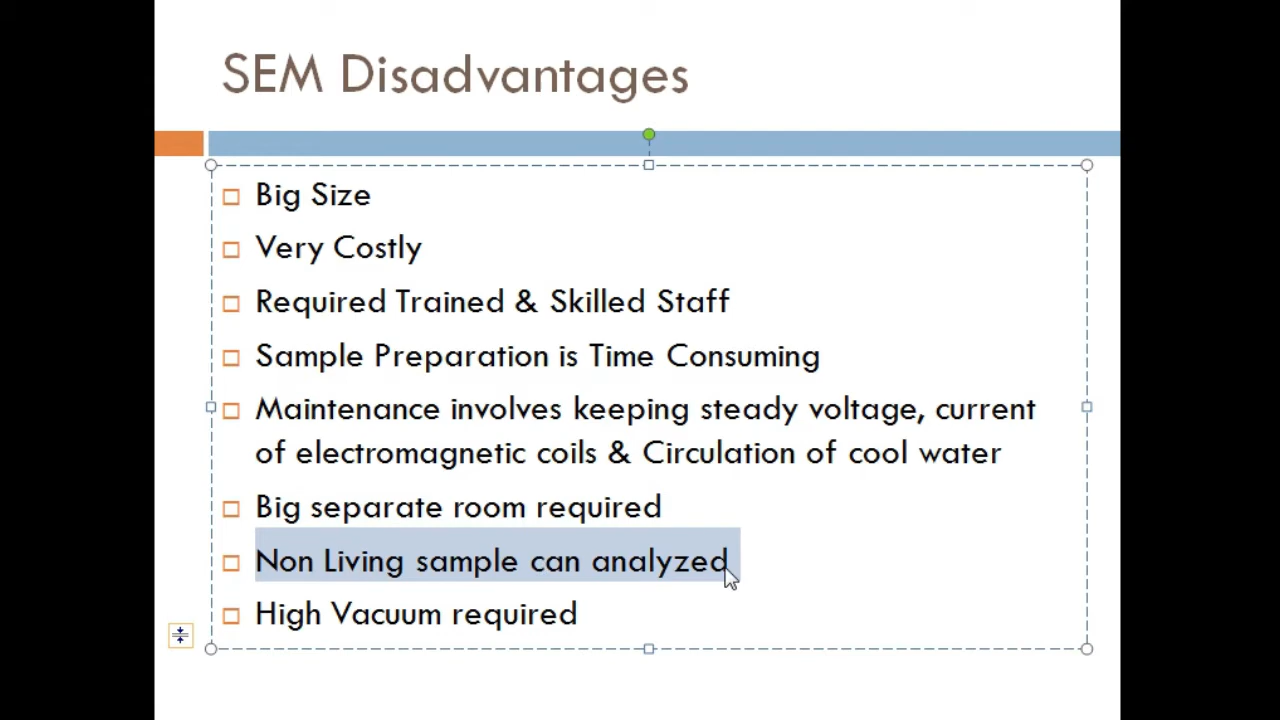 SEM Disadvantages
Big Size
Very Costly
Required Trained & Skilled Staff
Sample Preparation is Time Consuming
Maintenance involves keeping steady voltage, current
of electromagnetic coils & Circulation of cool water
Big separate room required
Non Living sample can analyzed
High Vacuum required